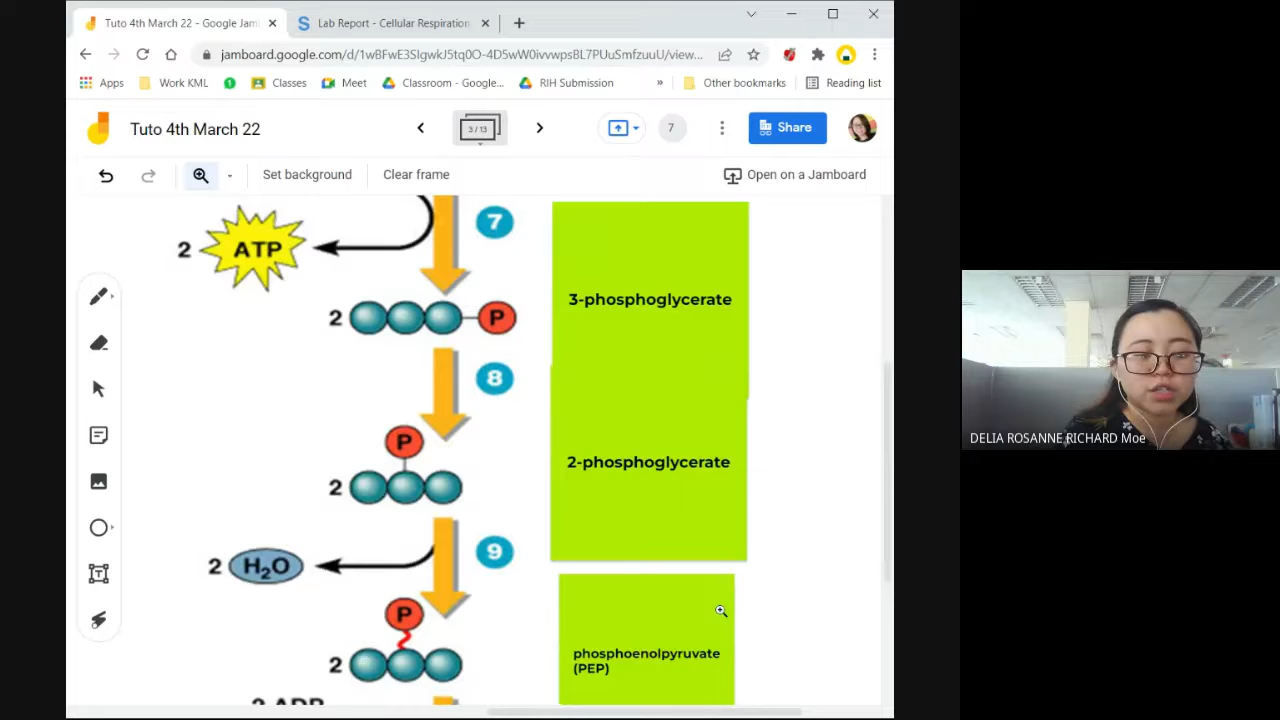 Tuto 4th March 22 - Google Jam
Lab Report - Cellular Respiration
jamboard.google.com/d/1wBFwE3SIgwkJ5tq0O-4D5wW0ivvwpsBL7PUuSmfzuuU/view...
Apps
Work KML
1
Classes
Meet
Classroom - Google...
RIH Submission
»
Other bookmarks
Reading list
Tuto 4th March 22
3 / 13
7
Share
Set background
Clear frame
Open on a Jamboard
7
2 ATP
3-phosphoglycerate
2 P
8
P
2-phosphoglycerate
2
9
2 H₂O
P
phosphoenolpyruvate
(PEP)
2
2 ADP
DELIA ROSANNE RICHARD Moe